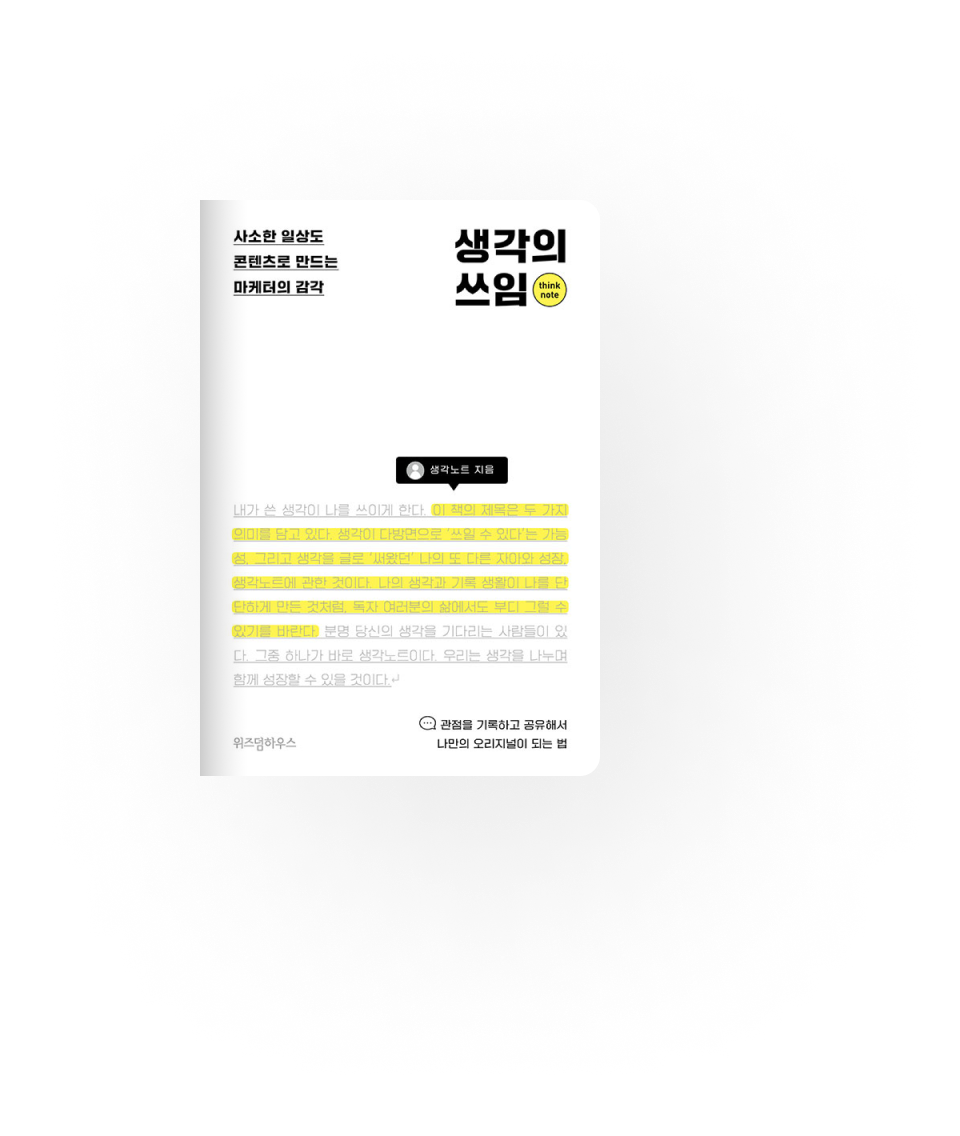 사소한 일상도
콘텐츠로 만드는
마케터의 감각
생각의
쓰임
think
note
생각노트 지음
내가 쓴 생각이 나를 쓰이게 한다. 이 책의 제목은 두 가지
의미를 담고 있다. 생각이 다방면으로 ‘쓰일 수 있다’는 가능
성, 그리고 생각을 글로 ‘써왔던’ 나의 또 다른 자아와 성장,
생각노트에 관한 것이다. 나의 생각과 기록 생활이 나를 단
단하게 만든 것처럼, 독자 여러분의 삶에서도 부디 그럴 수
있기를 바란다. 분명 당신의 생각을 기다리는 사람들이 있
다. 그중 하나가 바로 생각노트이다. 우리는 생각을 나누며
함께 성장할 수 있을 것이다.↵
관점을 기록하고 공유해서
나만의 오리지널이 되는 법
위즈덤하우스